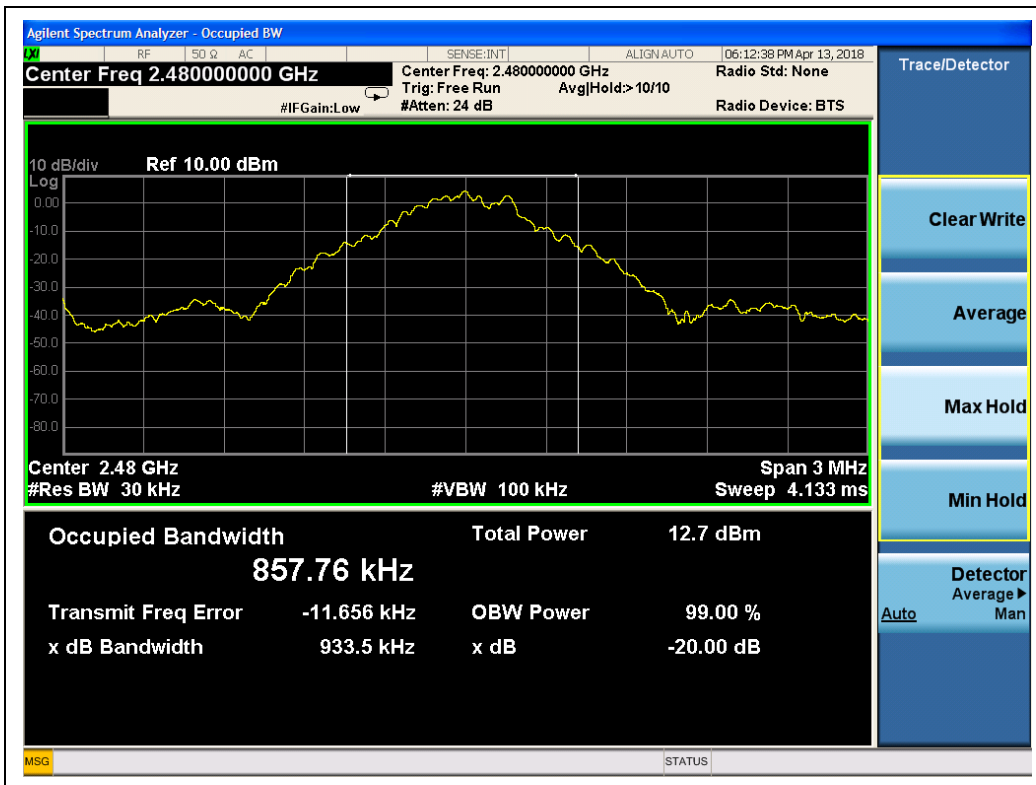 Agilent Spectrum Analyzer - Occupied BW
LXI RF 50 Ω AC SENSE:INT ALIGN AUTO 06:12:38 PM Apr 13, 2018
Center Freq 2.480000000 GHz
#IFGain:Low
Center Freq: 2.480000000 GHz
Trig: Free Run Avg|Hold:> 10/10
#Atten: 24 dB
Radio Std: None
Radio Device: BTS
10 dB/div Ref 10.00 dBm
Log
0.00
-10.0
-20.0
-30.0
-40.0
-50.0
-60.0
-70.0
-80.0
Center 2.48 GHz Span 3 MHz
#Res BW 30 kHz #VBW 100 kHz Sweep 4.133 ms
Occupied Bandwidth Total Power 12.7 dBm
857.76 kHz
Transmit Freq Error -11.656 kHz OBW Power 99.00 %
x dB Bandwidth 933.5 kHz x dB -20.00 dB
Trace/Detector
Clear Write
Average
Max Hold
Min Hold
Detector
Average▶
Auto Man
MSG STATUS